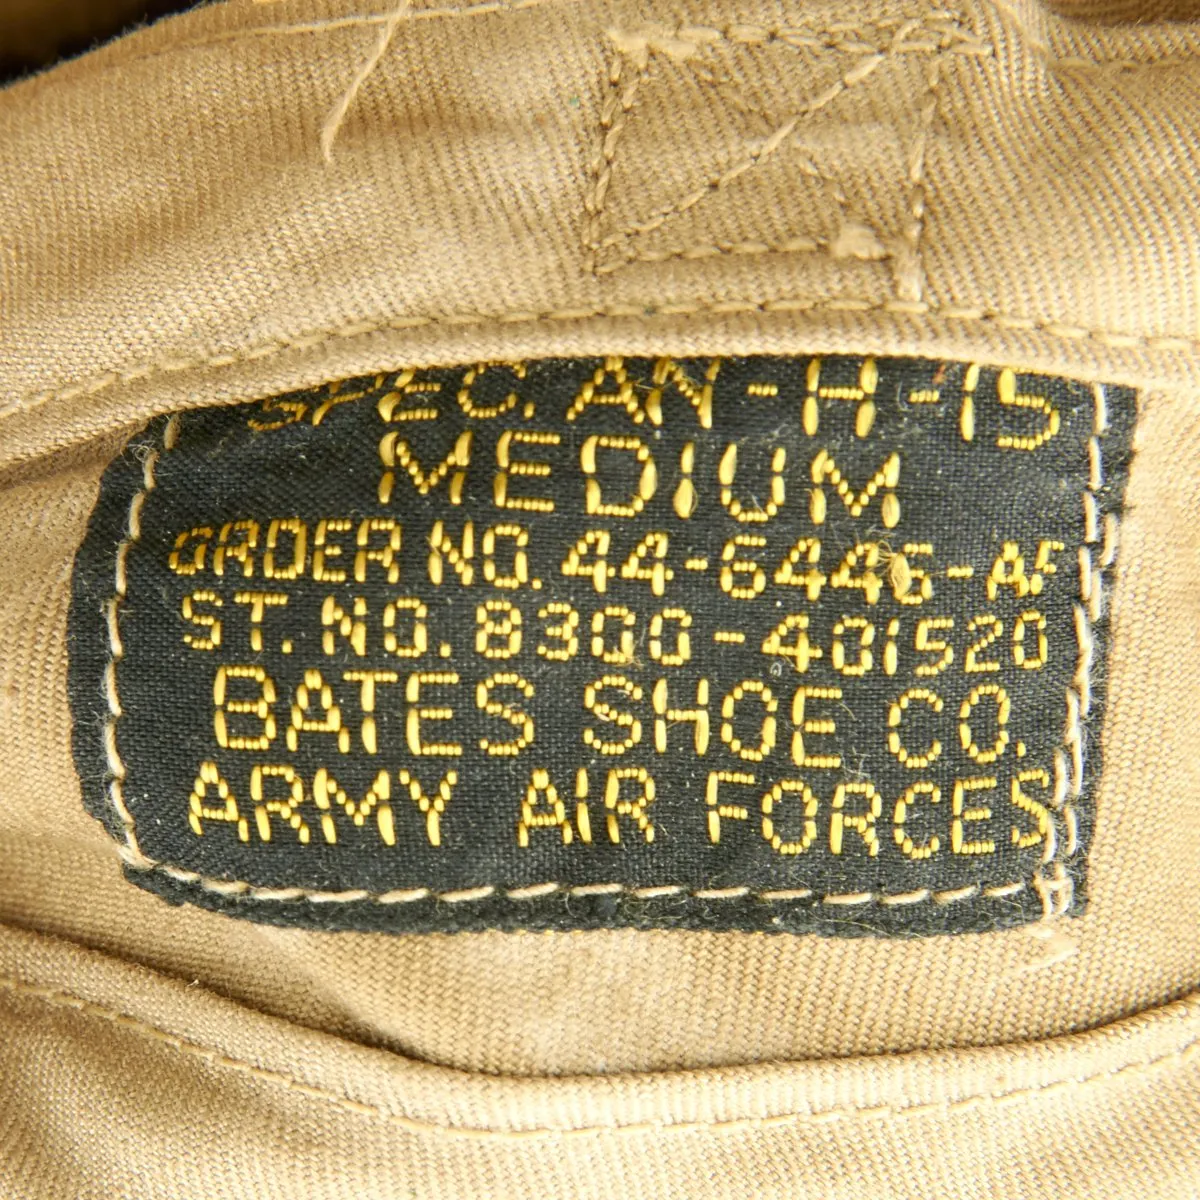 SPEC. AN-H-15
MEDIUM
ORDER NO. 44-6446-AF
ST. NO. 8300-401520
BATES SHOE CO.
ARMY AIR FORCES